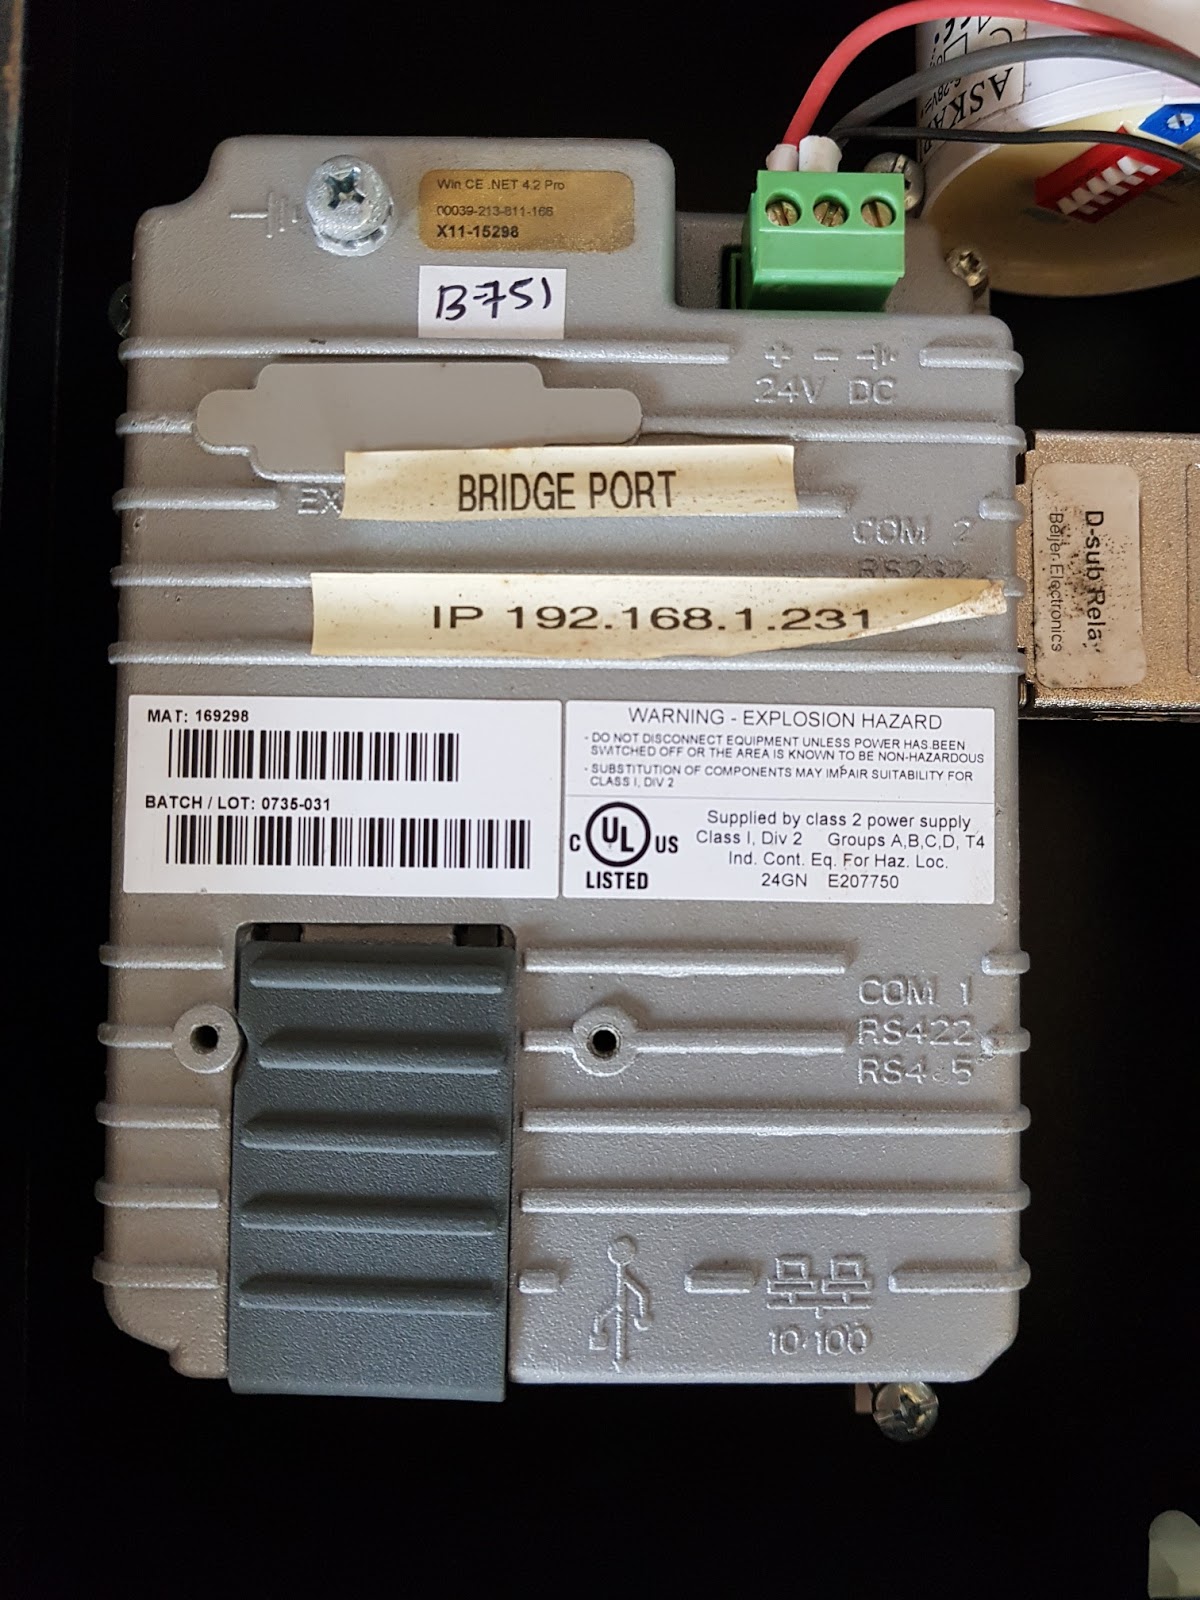 Win CE .NET 4.2 Pro
00039-213-811-166
X11-15298
B-751
+ -
24V DC
EX
BRIDGE PORT
COM 2
RS232
IP 192.168.1.231
D-sub Relay
Beijer Electronics
MAT: 169298
BATCH / LOT: 0735-031
WARNING - EXPLOSION HAZARD
- DO NOT DISCONNECT EQUIPMENT UNLESS POWER HAS BEEN
SWITCHED OFF OR THE AREA IS KNOWN TO BE NON-HAZARDOUS
- SUBSTITUTION OF COMPONENTS MAY IMPAIR SUITABILITY FOR
CLASS I, DIV 2
C UL US
LISTED
Supplied by class 2 power supply
Class I, Div 2 Groups A,B,C,D, T4
Ind. Cont. Eq. For Haz. Loc.
24GN E207750
COM 1
RS422
10/100